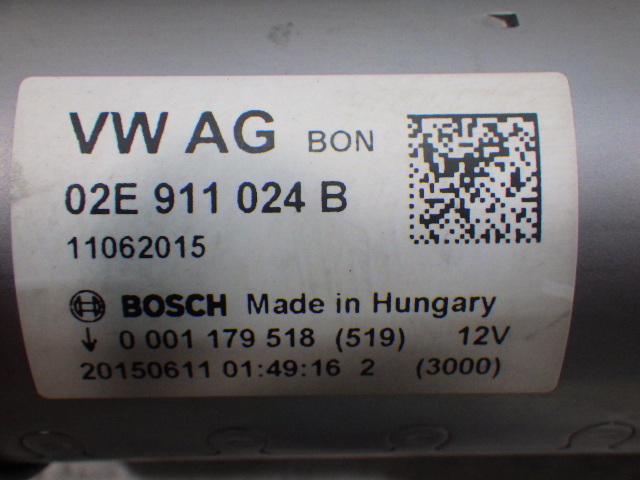 VW AG BON
02E 911 024 B
11062015
BOSCH Made in Hungary
↓ 0 001 179 518 (519) 12V
20150611 01:49:16 2 (3000)